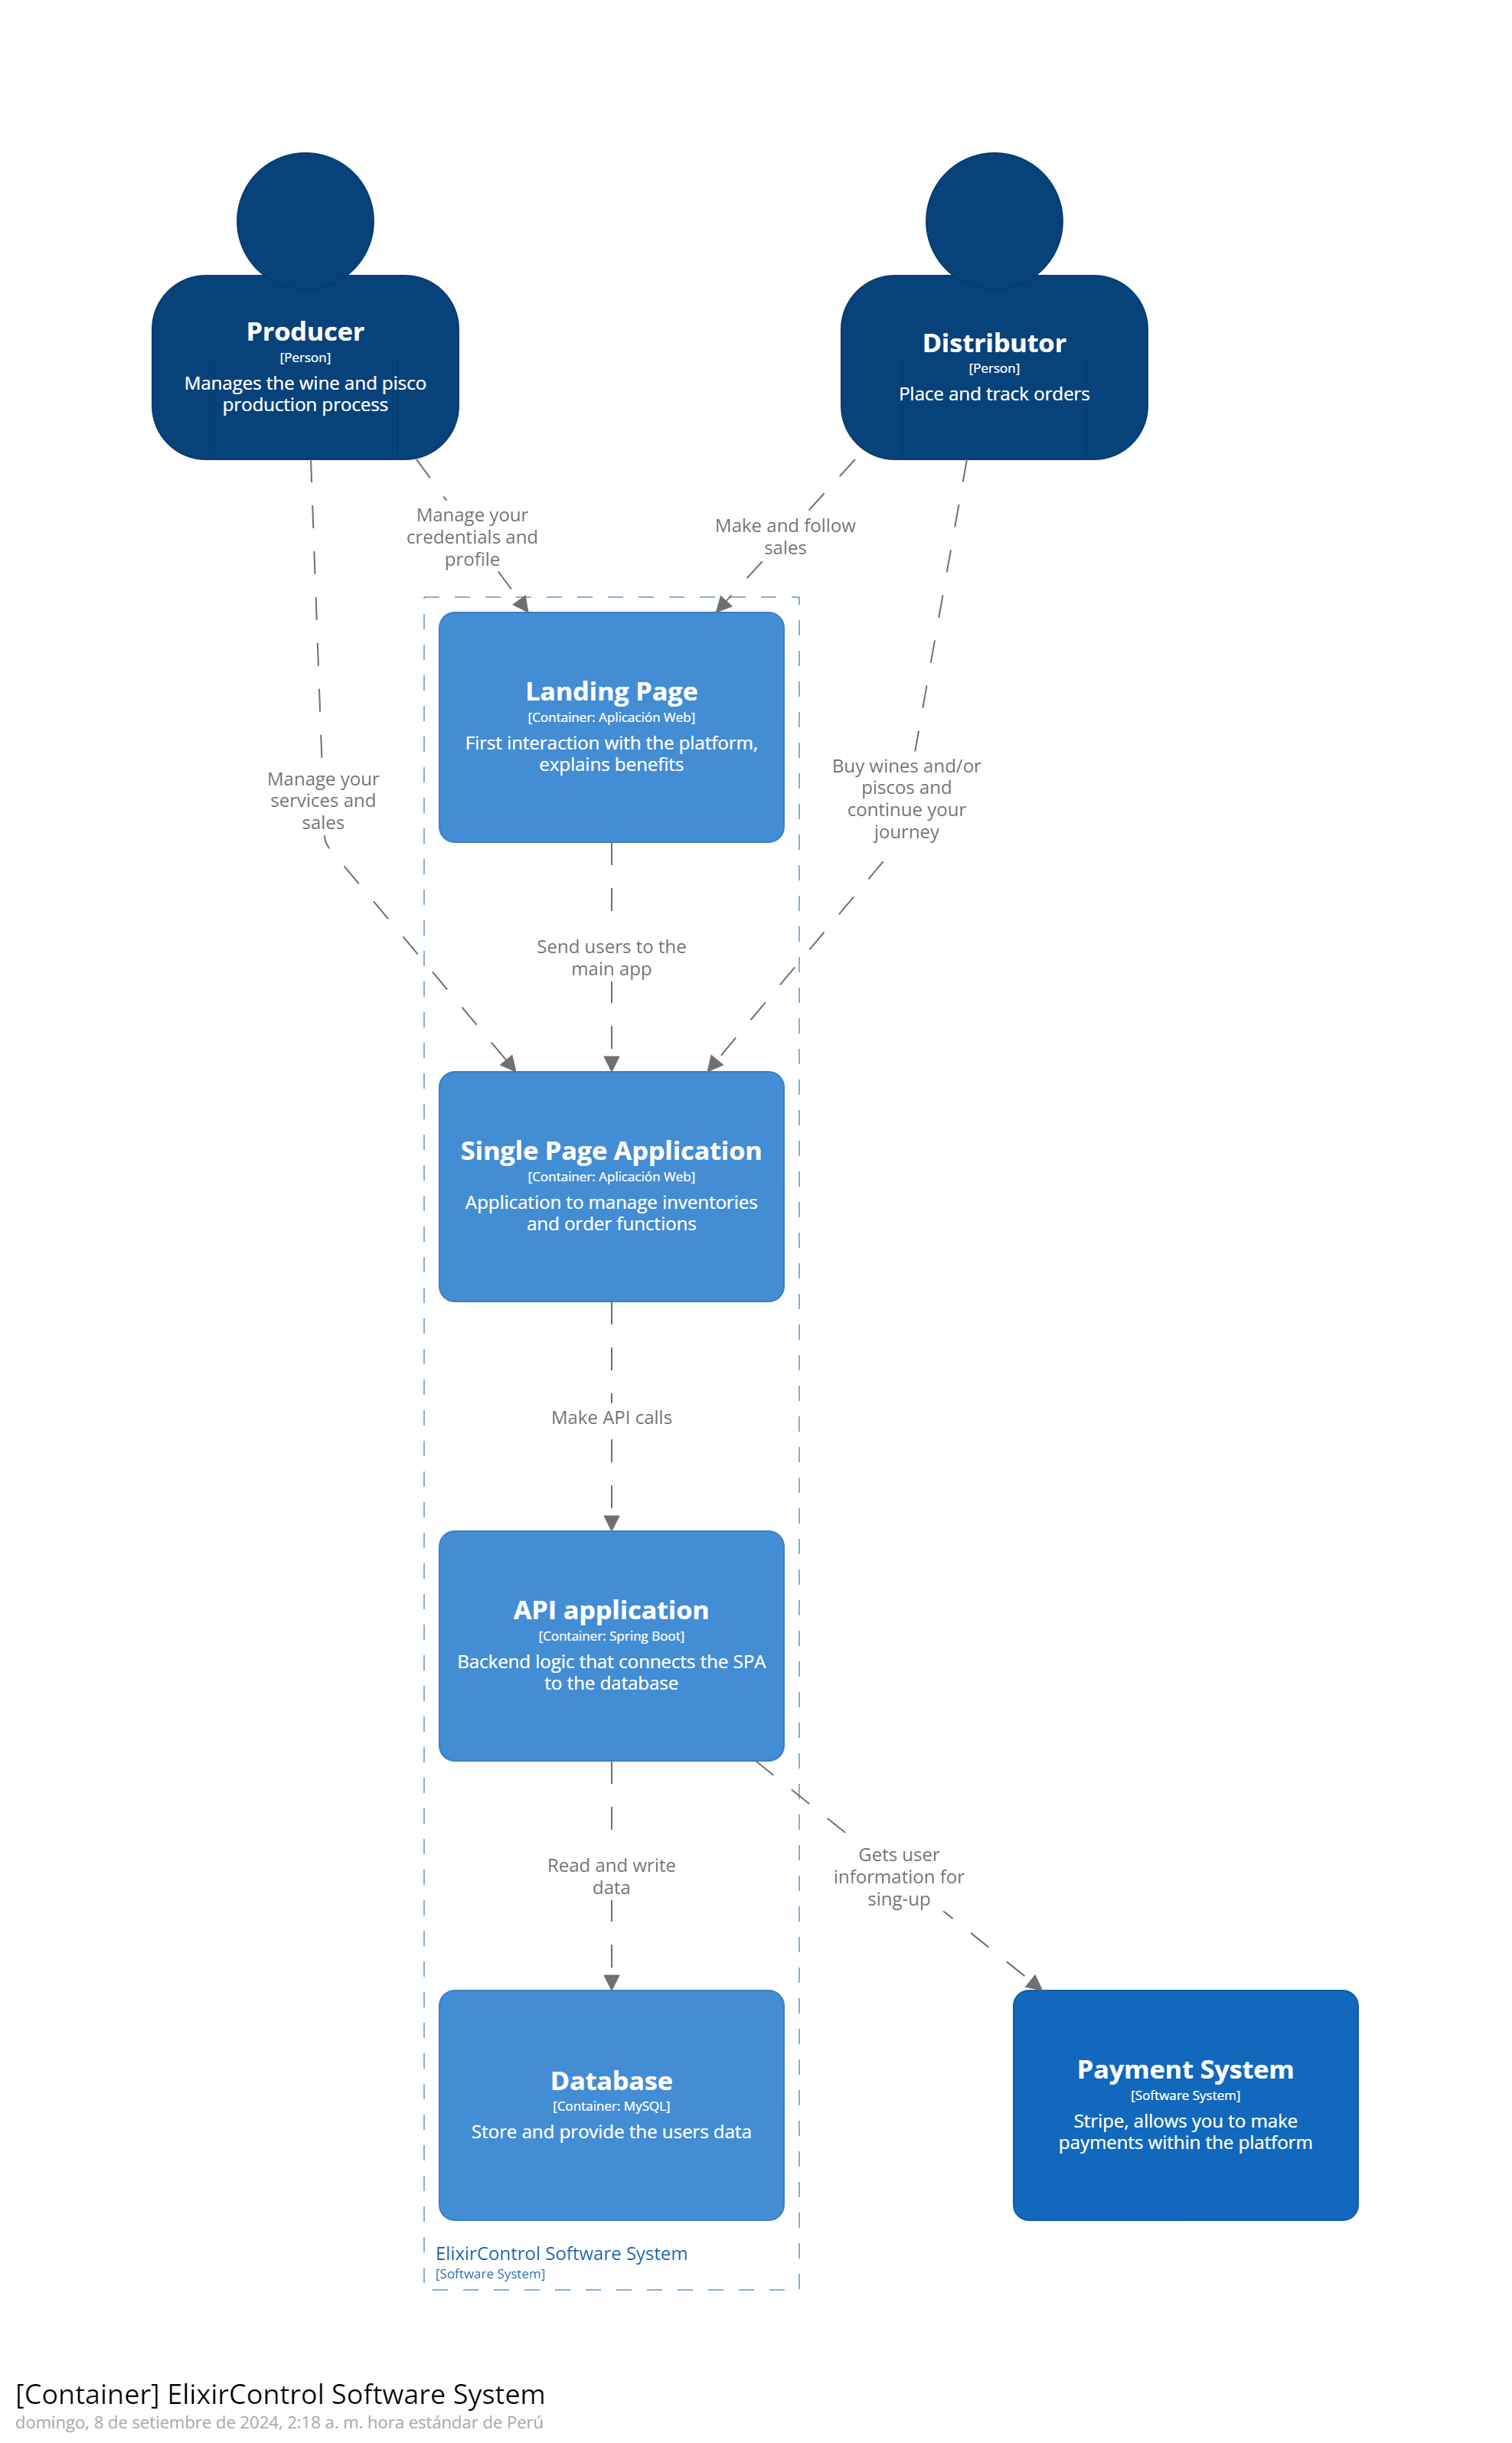 Producer
[Person]
Manages the wine and pisco
production process
Distributor
[Person]
Place and track orders
Manage your
credentials and
profile
Make and follow
sales
Landing Page
[Container: Aplicación Web]
First interaction with the platform,
explains benefits
Manage your
services and
sales
Buy wines and/or
piscos and
continue your
journey
Send users to the
main app
Single Page Application
[Container: Aplicación Web]
Application to manage inventories
and order functions
Make API calls
API application
[Container: Spring Boot]
Backend logic that connects the SPA
to the database
Read and write
data
Gets user
information for
sing-up
Database
[Container: MySQL]
Store and provide the users data
Payment System
[Software System]
Stripe, allows you to make
payments within the platform
ElixirControl Software System
[Software System]
[Container] ElixirControl Software System
domingo, 8 de setiembre de 2024, 2:18 a. m. hora estándar de Perú